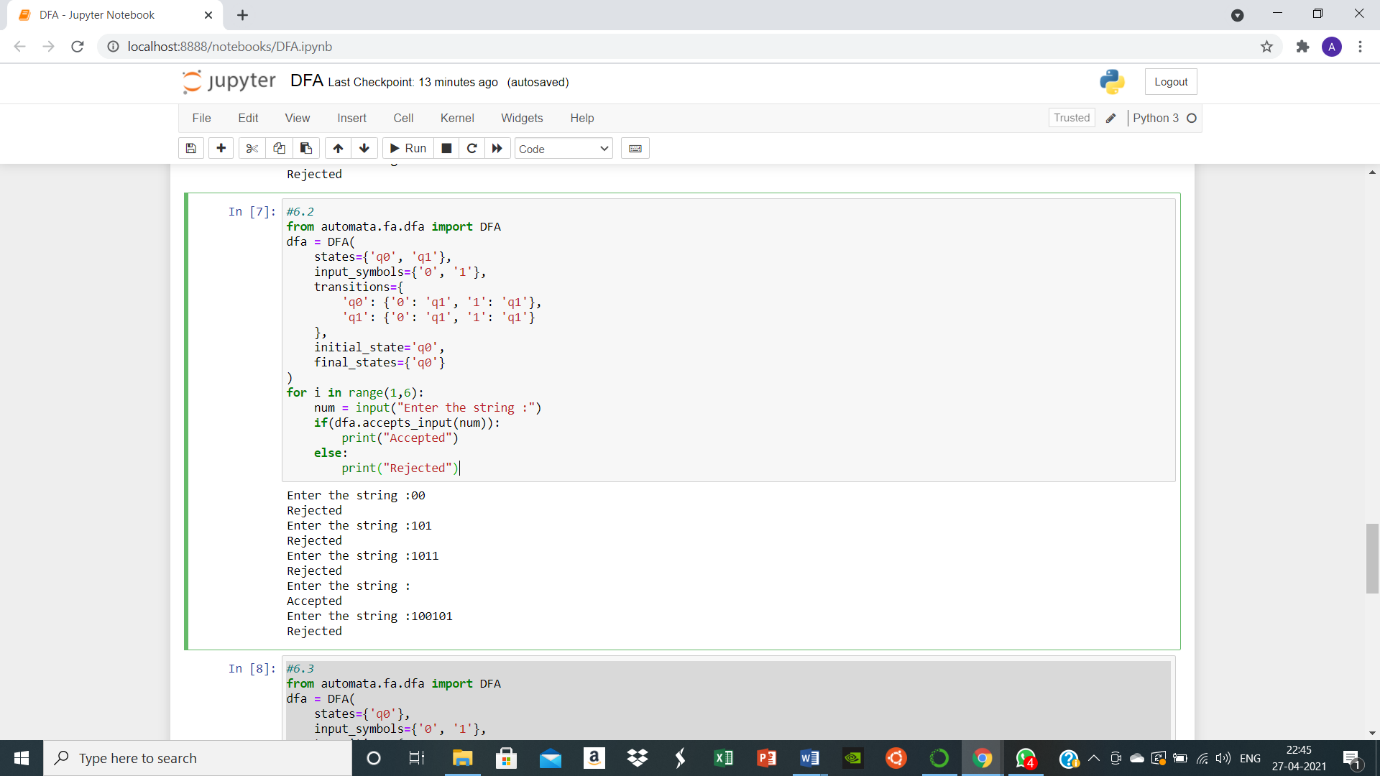 DFA - Jupyter Notebook
localhost:8888/notebooks/DFA.ipynb
A
jupyter DFA Last Checkpoint: 13 minutes ago (autosaved)
Logout
File Edit View Insert Cell Kernel Widgets Help
Trusted Python 3
Run Code
Rejected
In [7]: #6.2
from automata.fa.dfa import DFA
dfa = DFA(
states={'q0', 'q1'},
input_symbols={'0', '1'},
transitions={
'q0': {'0': 'q1', '1': 'q1'},
'q1': {'0': 'q1', '1': 'q1'}
},
initial_state='q0',
final_states={'q0'}
)
for i in range(1,6):
num = input("Enter the string :")
if(dfa.accepts_input(num)):
print("Accepted")
else:
print("Rejected")
Enter the string :00
Rejected
Enter the string :101
Rejected
Enter the string :1011
Rejected
Enter the string :
Accepted
Enter the string :100101
Rejected
In [8]: #6.3
from automata.fa.dfa import DFA
dfa = DFA(
states={'q0'},
input_symbols={'0', '1'},
Type here to search
4
ENG
22:45
27-04-2021
1